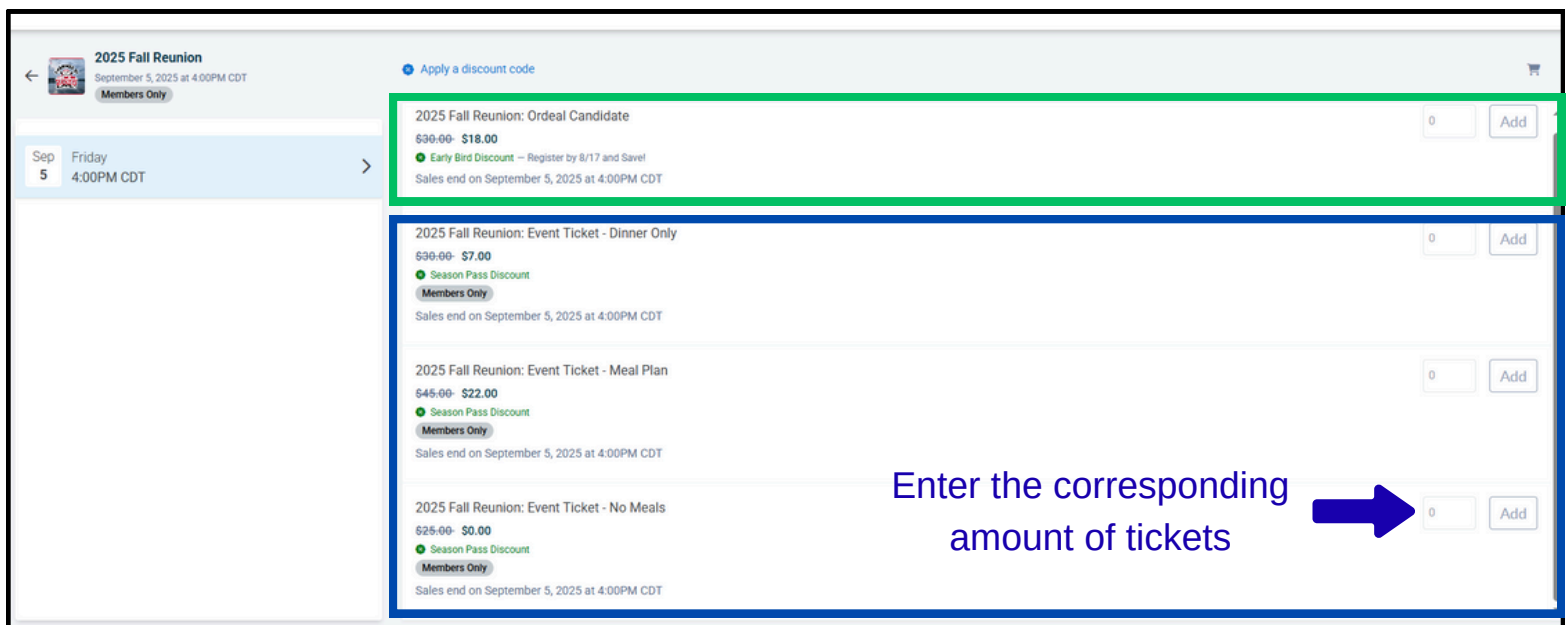 2025 Fall Reunion
September 5, 2025 at 4:00PM CDT
Members Only
Sep
5
Friday
4:00PM CDT
Apply a discount code
2025 Fall Reunion: Ordeal Candidate
$30.00 $18.00
Early Bird Discount – Register by 8/17 and Save!
Sales end on September 5, 2025 at 4:00PM CDT
0
Add
2025 Fall Reunion: Event Ticket - Dinner Only
$30.00 $7.00
Season Pass Discount
Members Only
Sales end on September 5, 2025 at 4:00PM CDT
0
Add
2025 Fall Reunion: Event Ticket - Meal Plan
$45.00 $22.00
Season Pass Discount
Members Only
Sales end on September 5, 2025 at 4:00PM CDT
0
Add
2025 Fall Reunion: Event Ticket - No Meals
$25.00 $0.00
Season Pass Discount
Members Only
Sales end on September 5, 2025 at 4:00PM CDT
Enter the corresponding
amount of tickets
0
Add